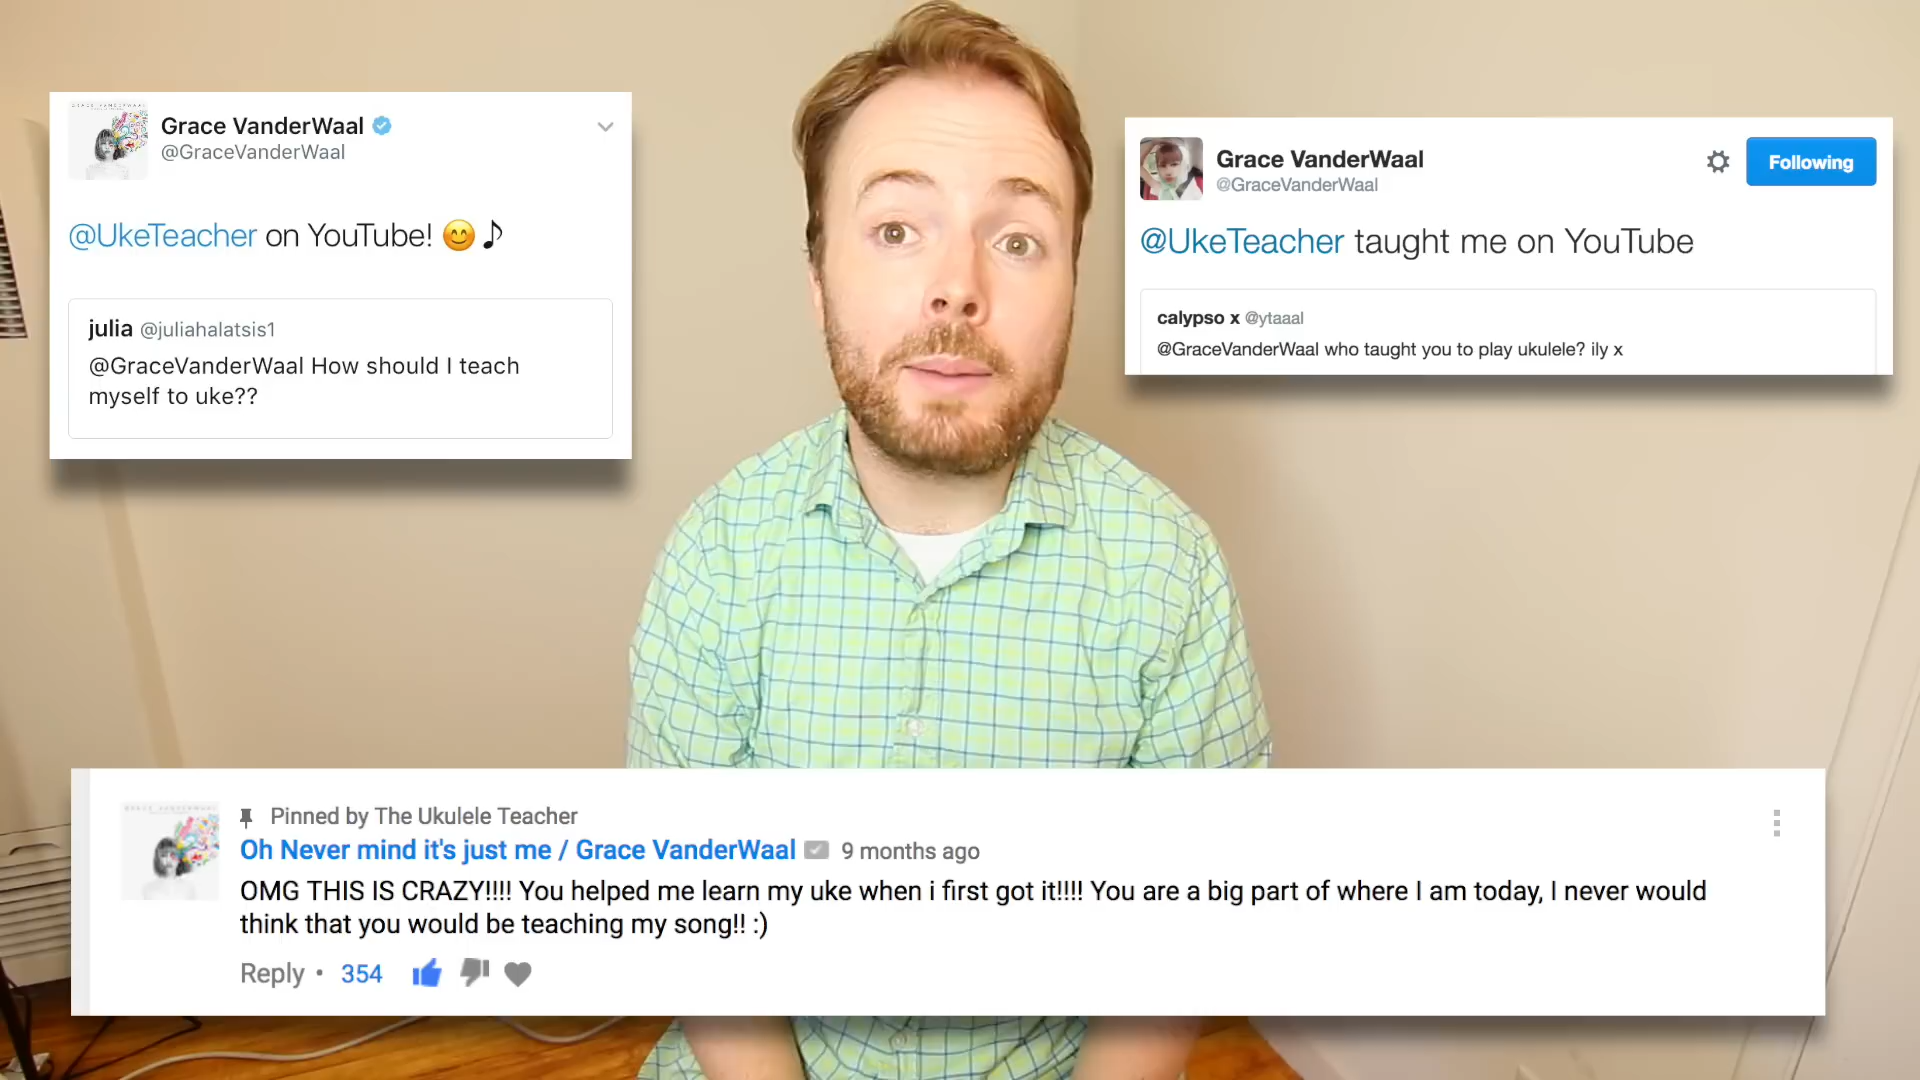 Grace VanderWaal
@GraceVanderWaal
@UkeTeacher on YouTube! 😊♪
julia @juliahalatsis1
@GraceVanderWaal How should I teach
myself to uke??
Grace VanderWaal
@GraceVanderWaal
Following
@UkeTeacher taught me on YouTube
calypso x @ytaaal
@GraceVanderWaal who taught you to play ukulele? ily x
Pinned by The Ukulele Teacher
Oh Never mind it's just me / Grace VanderWaal 9 months ago
OMG THIS IS CRAZY!!!! You helped me learn my uke when i first got it!!!! You are a big part of where I am today, I never would
think that you would be teaching my song!! :)
Reply • 354